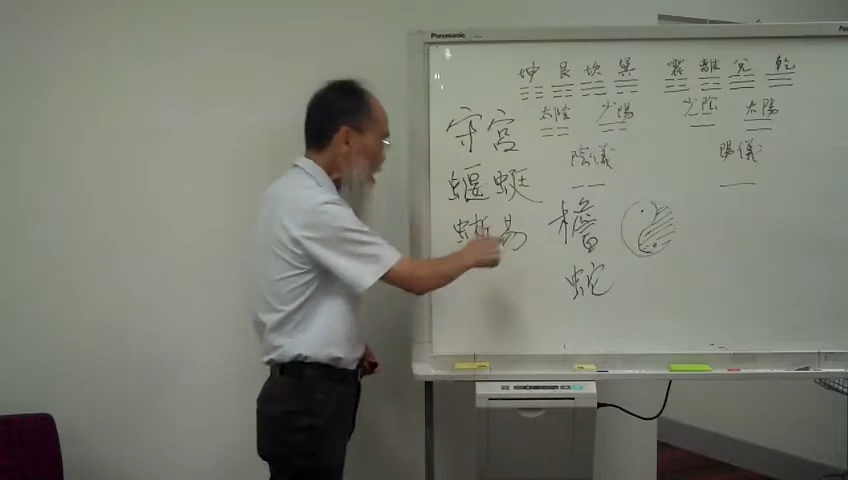 Panasonic
坤 艮 坎 巽 震 離 兌 乾
太陰 少陽 少陰 太陽
陰儀 陽儀
守宮
蝘蜓
蜥易
蛇